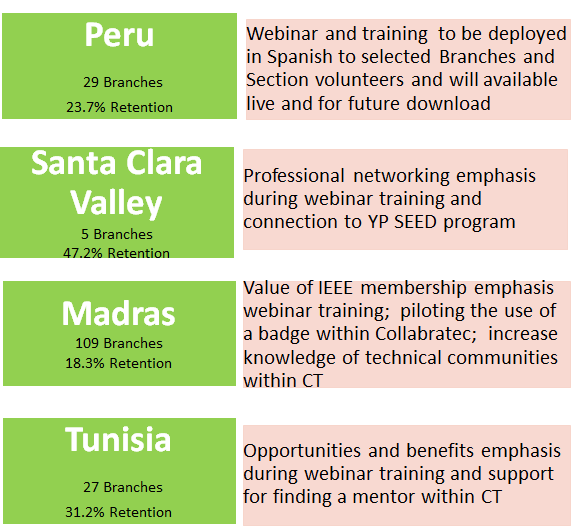 Peru
29 Branches
23.7% Retention
Webinar and training to be deployed
in Spanish to selected Branches and
Section volunteers and will available
live and for future download
Santa Clara
Valley
5 Branches
47.2% Retention
Professional networking emphasis
during webinar training and
connection to YP SEED program
Madras
109 Branches
18.3% Retention
Value of IEEE membership emphasis
webinar training; piloting the use of
a badge within Collabratec; increase
knowledge of technical communities
within CT
Tunisia
27 Branches
31.2% Retention
Opportunities and benefits emphasis
during webinar training and support
for finding a mentor within CT